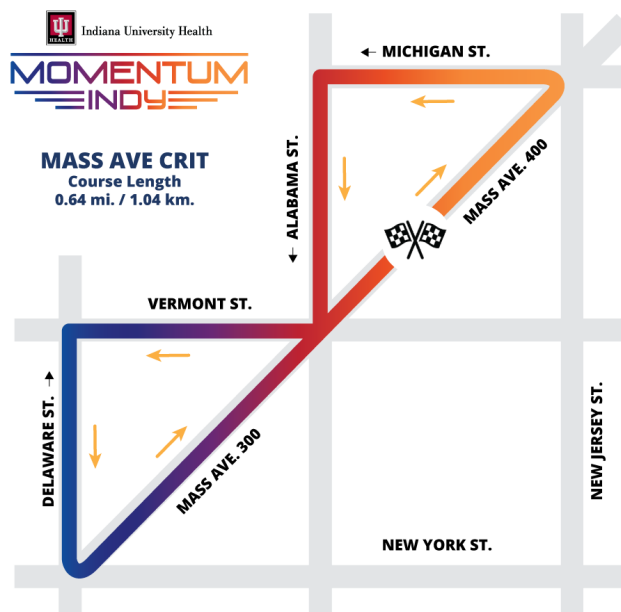 HEALTH
Indiana University Health
MOMENTUM
INDY
MASS AVE CRIT
Course Length
0.64 mi. / 1.04 km.
← MICHIGAN ST.
← ALABAMA ST.
MASS AVE. 400
VERMONT ST.
DELAWARE ST. →
MASS AVE. 300
NEW JERSEY ST.
NEW YORK ST.